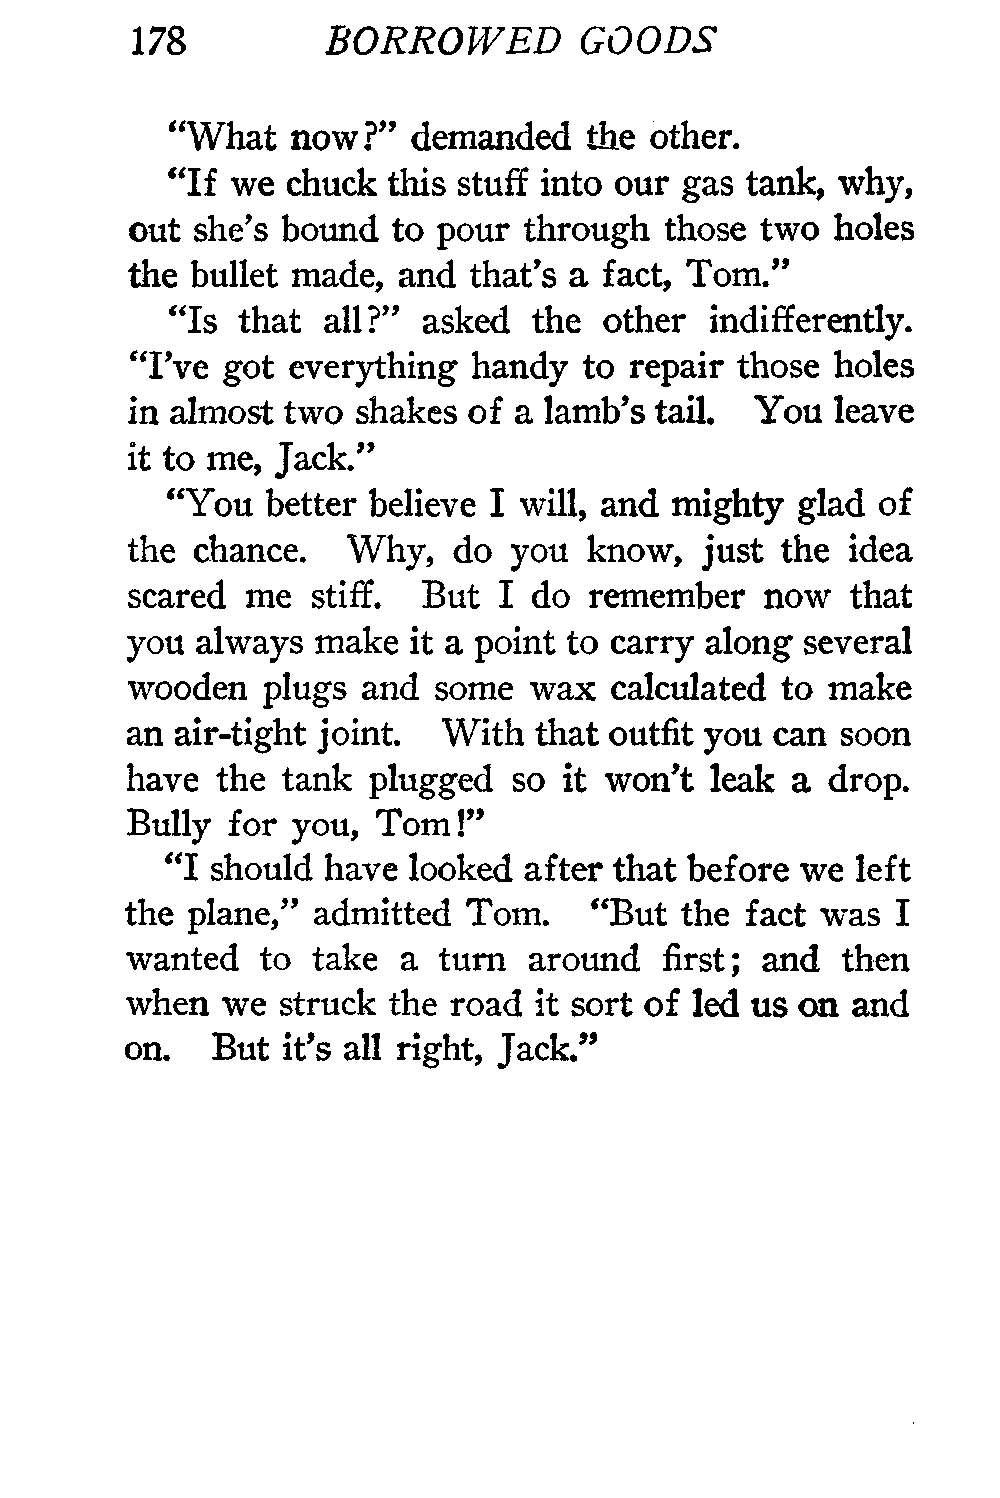 178 BORROWED GOODS
“What now?” demanded the other.
“If we chuck this stuff into our gas tank, why,
out she’s bound to pour through those two holes
the bullet made, and that’s a fact, Tom.”
“Is that all?” asked the other indifferently.
“I’ve got everything handy to repair those holes
in almost two shakes of a lamb’s tail. You leave
it to me, Jack.”
“You better believe I will, and mighty glad of
the chance. Why, do you know, just the idea
scared me stiff. But I do remember now that
you always make it a point to carry along several
wooden plugs and some wax calculated to make
an air-tight joint. With that outfit you can soon
have the tank plugged so it won’t leak a drop.
Bully for you, Tom!”
“I should have looked after that before we left
the plane,” admitted Tom. “But the fact was I
wanted to take a turn around first; and then
when we struck the road it sort of led us on and
on. But it’s all right, Jack.”